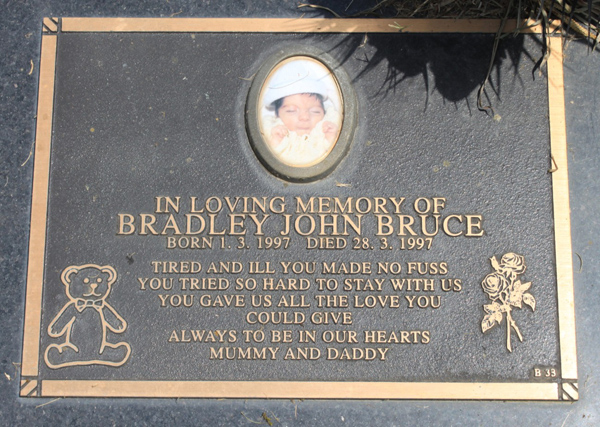 IN LOVING MEMORY OF
BRADLEY JOHN BRUCE
BORN 1. 3. 1997 DIED 28. 3. 1997
TIRED AND ILL YOU MADE NO FUSS
YOU TRIED SO HARD TO STAY WITH US
YOU GAVE US ALL THE LOVE YOU
COULD GIVE
ALWAYS TO BE IN OUR HEARTS
MUMMY AND DADDY
B 33